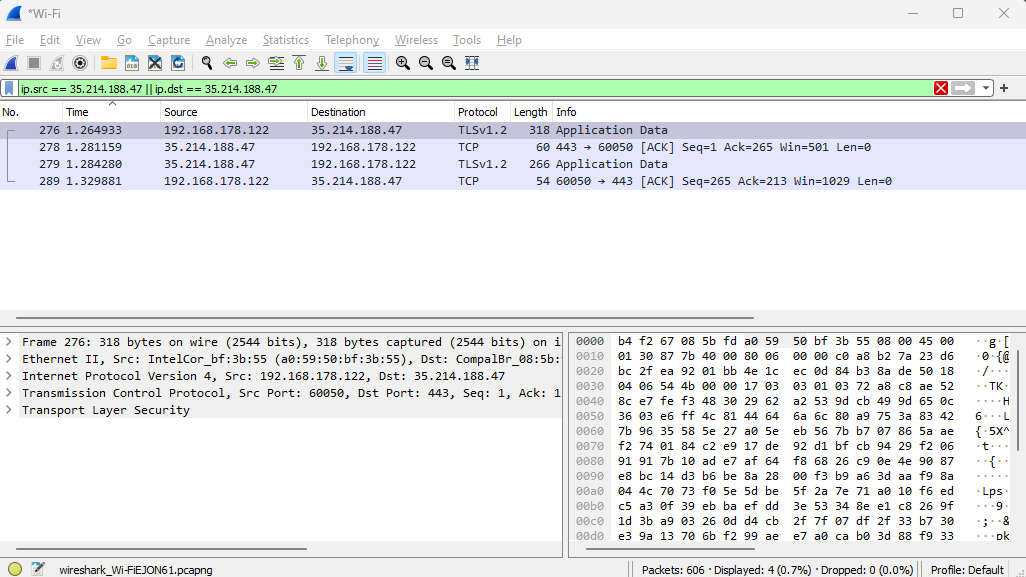 *Wi-Fi
File Edit View Go Capture Analyze Statistics Telephony Wireless Tools Help
ip.src == 35.214.188.47 || ip.dst == 35.214.188.47
No. Time Source Destination Protocol Length Info
276 1.264933 192.168.178.122 35.214.188.47 TLSv1.2 318 Application Data
278 1.281159 35.214.188.47 192.168.178.122 TCP 60 443 → 60050 [ACK] Seq=1 Ack=265 Win=501 Len=0
279 1.284280 35.214.188.47 192.168.178.122 TLSv1.2 266 Application Data
289 1.329881 192.168.178.122 35.214.188.47 TCP 54 60050 → 443 [ACK] Seq=265 Ack=213 Win=1029 Len=0
Frame 276: 318 bytes on wire (2544 bits), 318 bytes captured (2544 bits) on i
Ethernet II, Src: IntelCor_bf:3b:55 (a0:59:50:bf:3b:55), Dst: CompalBr_08:5b:
Internet Protocol Version 4, Src: 192.168.178.122, Dst: 35.214.188.47
Transmission Control Protocol, Src Port: 60050, Dst Port: 443, Seq: 1, Ack: 1
Transport Layer Security
0000 b4 f2 67 08 5b fd a0 59 50 bf 3b 55 08 00 45 00 ··g·[
0010 01 30 87 7b 40 00 80 06 00 00 c0 a8 b2 7a 23 d6 ·0·{@
0020 bc 2f ea 92 01 bb 4e 1c ec 0d 84 b3 8a de 50 18 ·/···
0030 04 06 54 4b 00 00 17 03 03 01 03 72 a8 c8 ae 52 ··TK·
0040 8c e7 fe f3 48 30 29 62 a2 53 9d cb 49 9d 65 0c ····H
0050 36 03 e6 ff 4c 81 44 64 6a 6c 80 a9 75 3a 83 42 6···L
0060 7b 96 35 58 5e 27 a0 5e eb 56 7b b7 07 86 5a ae {·5X^
0070 f2 74 01 84 c2 e9 17 de 92 d1 bf cb 94 29 f2 06 ·t···
0080 91 91 7b 10 ad e7 af 64 f8 68 26 c9 0e 4e 90 87 ··{··
0090 e8 bc 14 d3 b6 be 8a 28 00 f3 b9 a6 3d aa f9 8a ·····
00a0 04 4c 70 73 f0 5e 5d be 5f 2a 7e 71 a0 10 f6 ed ·Lps·
00b0 c5 a3 0f 39 eb ba ef dd 3e 53 34 8e e1 c8 26 9f ···9·
00c0 1d 3b a9 03 26 0d d4 cb 2f 7f 07 df 2f 33 b7 30 ·;··&
00d0 e3 9a 13 70 6b f2 99 ae e7 a0 ca b0 3d 88 f9 33 ···pk
wireshark_Wi-FiEJON61.pcapng
Packets: 606 · Displayed: 4 (0.7%) · Dropped: 0 (0.0%)
Profile: Default